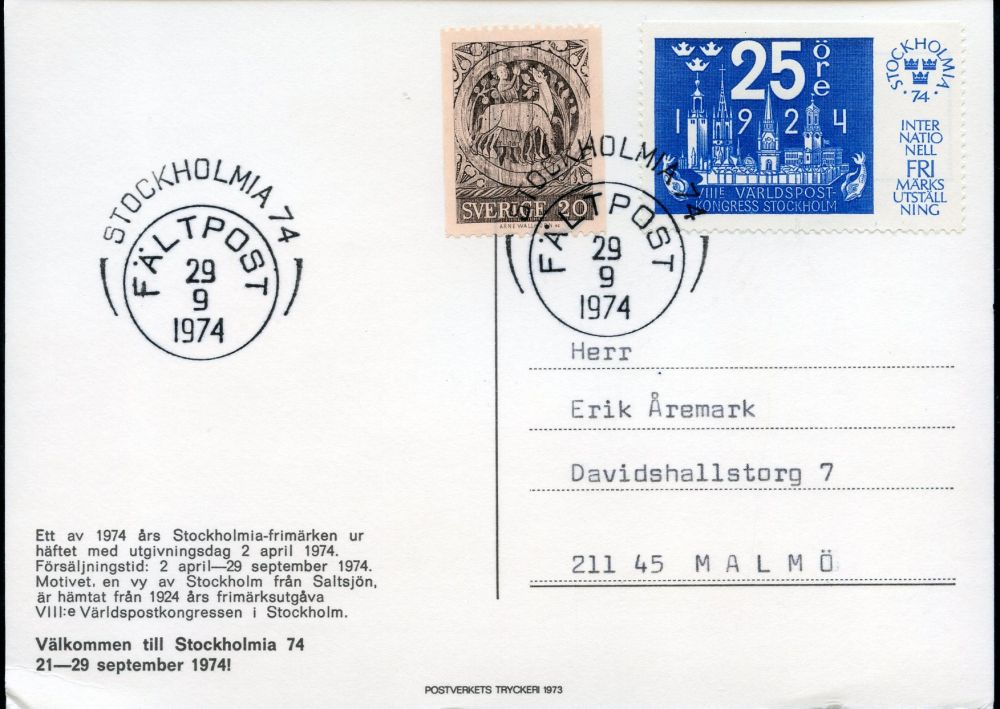 SVERIGE 20
ARNE WALLHORN SC
25 öre
1924
VIIIE VÄRLDSPOST-
KONGRESS STOCKHOLM
STOCKHOLMIA
· 74 ·
INTER
NATIO
NELL
FRI
MÄRKS
UTSTÄLL
NING
STOCKHOLMIA 74
FÄLTPOST
29
9
1974
STOCKHOLMIA 74
FÄLTPOST
29
9
1974
Herr
Erik Åremark
Davidshallstorg 7
211 45 MALMÖ
Ett av 1974 års Stockholmia-frimärken ur
häftet med utgivningsdag 2 april 1974.
Försäljningstid: 2 april—29 september 1974.
Motivet, en vy av Stockholm från Saltsjön,
är hämtat från 1924 års frimärksutgåva
VIII:e Världspostkongressen i Stockholm.
Välkommen till Stockholmia 74
21—29 september 1974!
POSTVERKETS TRYCKERI 1973